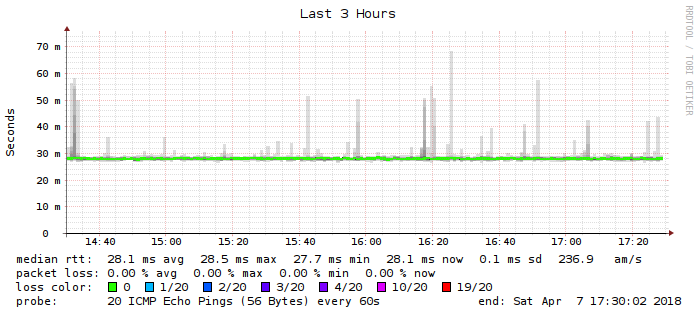 Last 3 Hours
RRDTOOL / TOBI OETIKER
Seconds
70 m
60 m
50 m
40 m
30 m
20 m
10 m
0
14:40 15:00 15:20 15:40 16:00 16:20 16:40 17:00 17:20
median rtt: 28.1 ms avg 28.5 ms max 27.7 ms min 28.1 ms now 0.1 ms sd 236.9 am/s
packet loss: 0.00 % avg 0.00 % max 0.00 % min 0.00 % now
loss color: 0 1/20 2/20 3/20 4/20 10/20 19/20
probe: 20 ICMP Echo Pings (56 Bytes) every 60s end: Sat Apr 7 17:30:02 2018